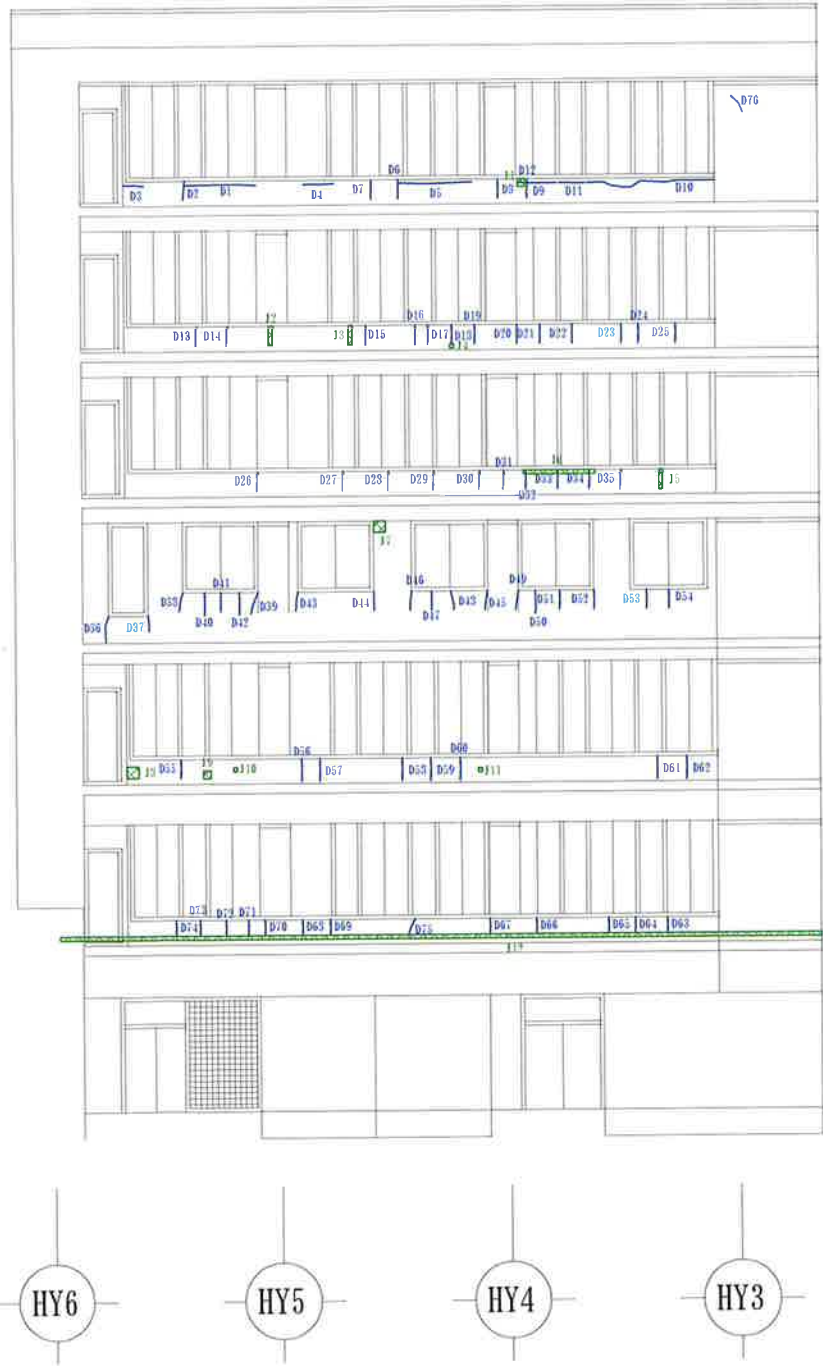 D76
D6 J1 D12
D3 D2 D1 D4 D7 D5 D8 D9 D11 D10
J2 D16 D19 D24
D13 D14 J3 D15 D17 D18 D20 D21 D22 D23 D25
J4
D31 J6
D26 D27 D28 D29 D30 D33 D34 D35 J5
D32
J7
D41 D46 D49
D38 D39 D43 D44 D48 D45 D51 D52 D53 D54
D40 D42 D47 D50
D36 D37
D56 D60
J8 D55 J9 J10 D57 D58 D59 J11 D61 D62
D73 D72 D71
D74 D70 D68 D69 D75 D67 D66 D65 D64 D63
J12
HY6 HY5 HY4 HY3